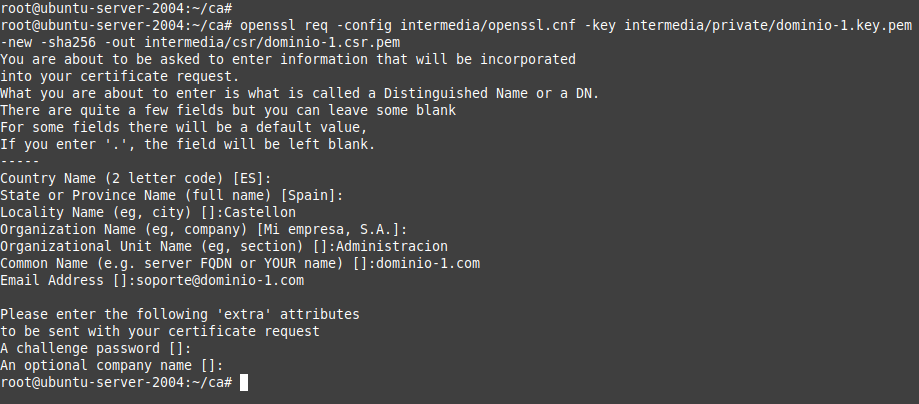 root@ubuntu-server-2004:~/ca#
root@ubuntu-server-2004:~/ca# openssl req -config intermedia/openssl.cnf -key intermedia/private/dominio-1.key.pem
-new -sha256 -out intermedia/csr/dominio-1.csr.pem
You are about to be asked to enter information that will be incorporated
into your certificate request.
What you are about to enter is what is called a Distinguished Name or a DN.
There are quite a few fields but you can leave some blank
For some fields there will be a default value,
If you enter '.', the field will be left blank.
-----
Country Name (2 letter code) [ES]:
State or Province Name (full name) [Spain]:
Locality Name (eg, city) []:Castellon
Organization Name (eg, company) [Mi empresa, S.A.]:
Organizational Unit Name (eg, section) []:Administracion
Common Name (e.g. server FQDN or YOUR name) []:dominio-1.com
Email Address []:soporte@dominio-1.com

Please enter the following 'extra' attributes
to be sent with your certificate request
A challenge password []:
An optional company name []:
root@ubuntu-server-2004:~/ca#